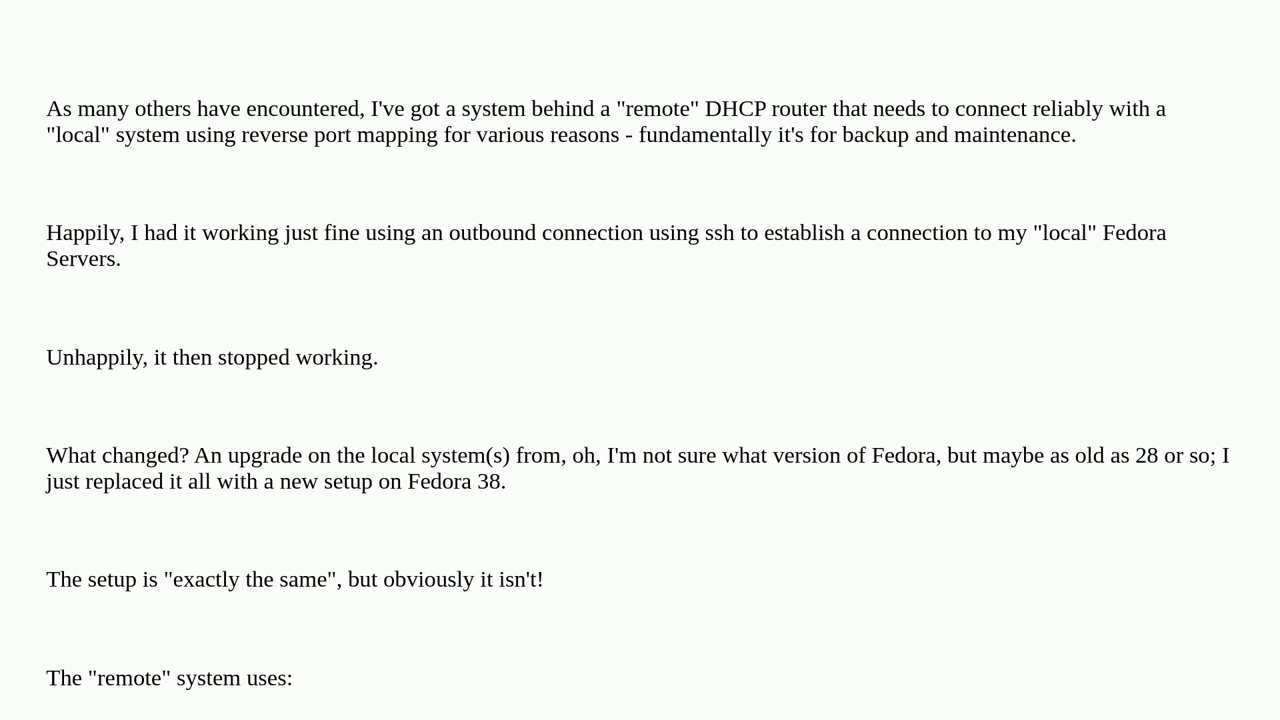 As many others have encountered, I've got a system behind a "remote" DHCP router that needs to connect reliably with a
"local" system using reverse port mapping for various reasons - fundamentally it's for backup and maintenance.
Happily, I had it working just fine using an outbound connection using ssh to establish a connection to my "local" Fedora
Servers.
Unhappily, it then stopped working.
What changed? An upgrade on the local system(s) from, oh, I'm not sure what version of Fedora, but maybe as old as 28 or so; I
just replaced it all with a new setup on Fedora 38.
The setup is "exactly the same", but obviously it isn't!
The "remote" system uses: